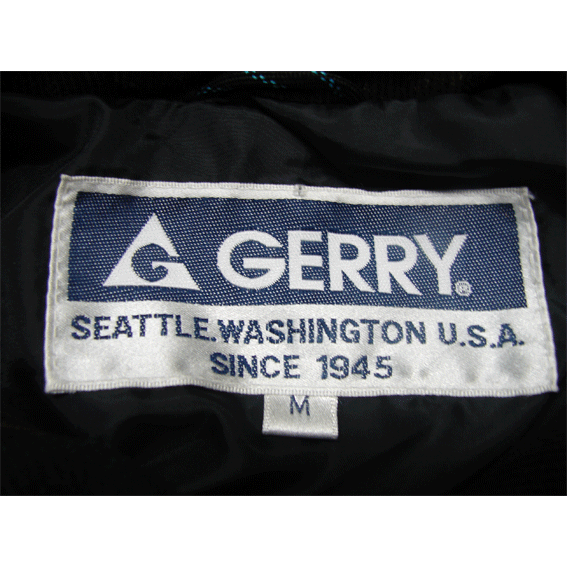 GERRY®
SEATTLE.WASHINGTON U.S.A.
SINCE 1945
M